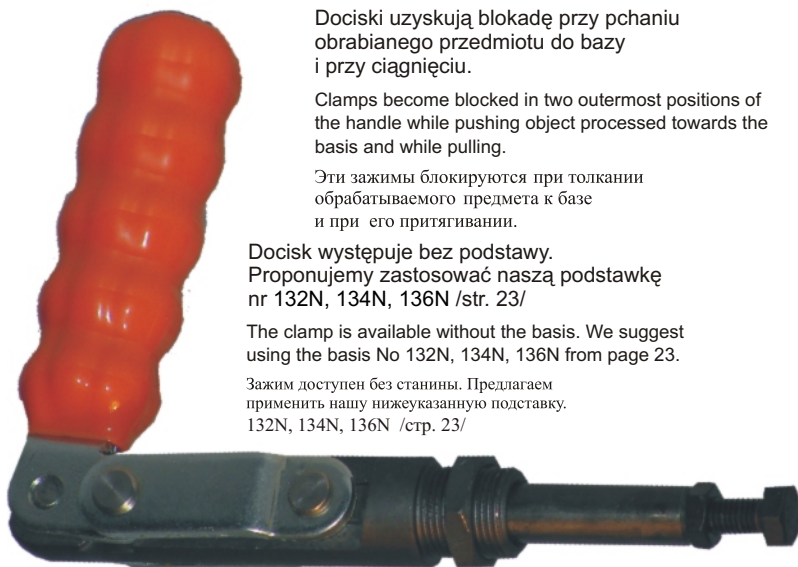 Dociski uzyskują blokadę przy pchaniu
obrabianego przedmiotu do bazy
i przy ciągnięciu.
Clamps become blocked in two outermost positions of
the handle while pushing object processed towards the
basis and while pulling.
Эти зажимы блокируются при толкании
обрабатываемого предмета к базе
и при его притягивании.
Docisk występuje bez podstawy.
Proponujemy zastosować naszą podstawkę
nr 132N, 134N, 136N /str. 23/
The clamp is available without the basis. We suggest
using the basis No 132N, 134N, 136N from page 23.
Зажим доступен без станины. Предлагаем
применить нашу нижеуказанную подставку.
132N, 134N, 136N /стр. 23/